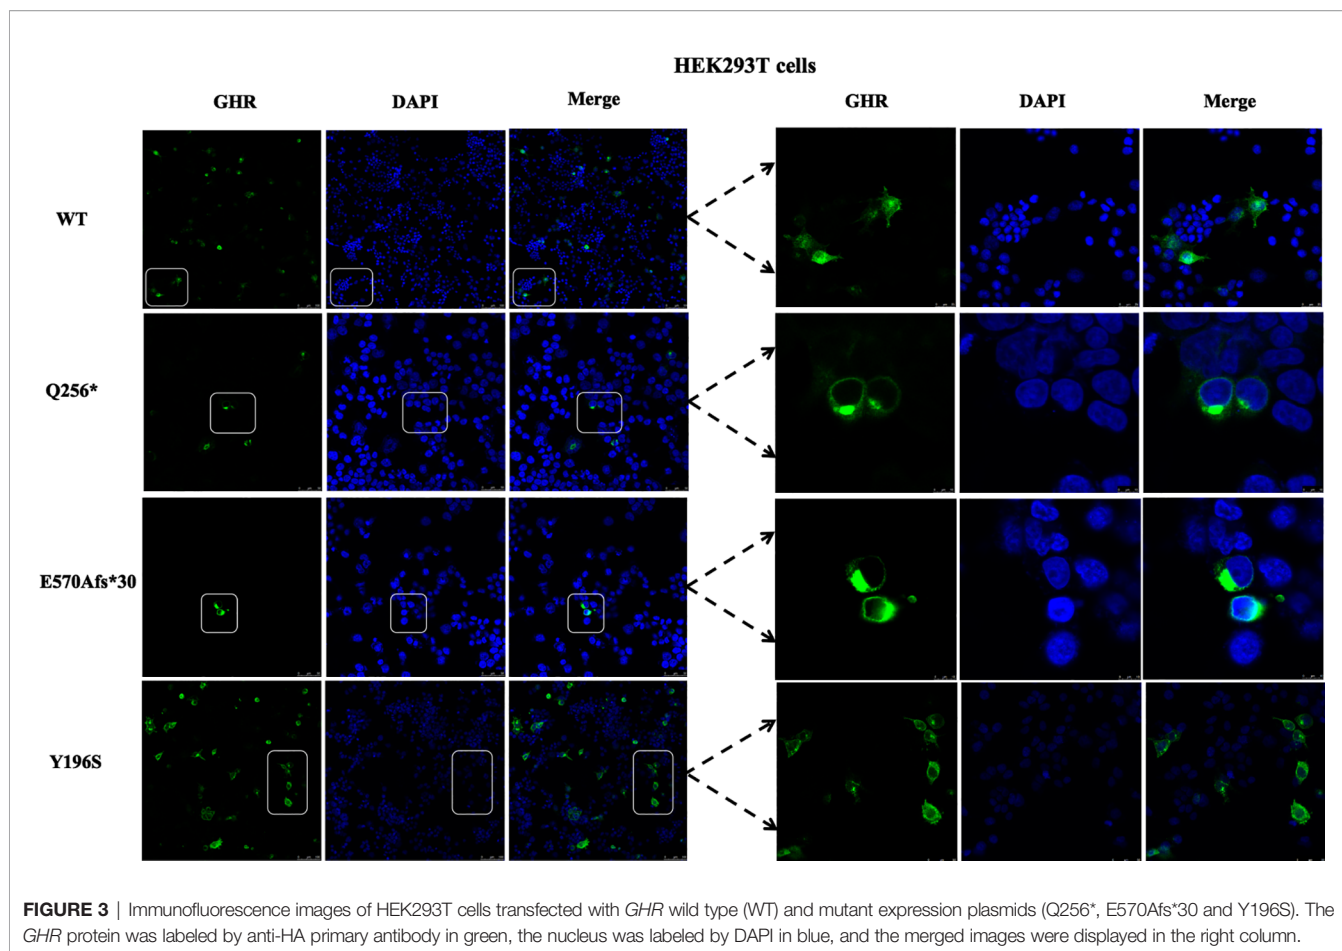 HEK293T cells
GHR DAPI Merge GHR DAPI Merge
WT
Q256*
E570Afs*30
Y196S
FIGURE 3 | Immunofluorescence images of HEK293T cells transfected with GHR wild type (WT) and mutant expression plasmids (Q256*, E570Afs*30 and Y196S). The
GHR protein was labeled by anti-HA primary antibody in green, the nucleus was labeled by DAPI in blue, and the merged images were displayed in the right column.